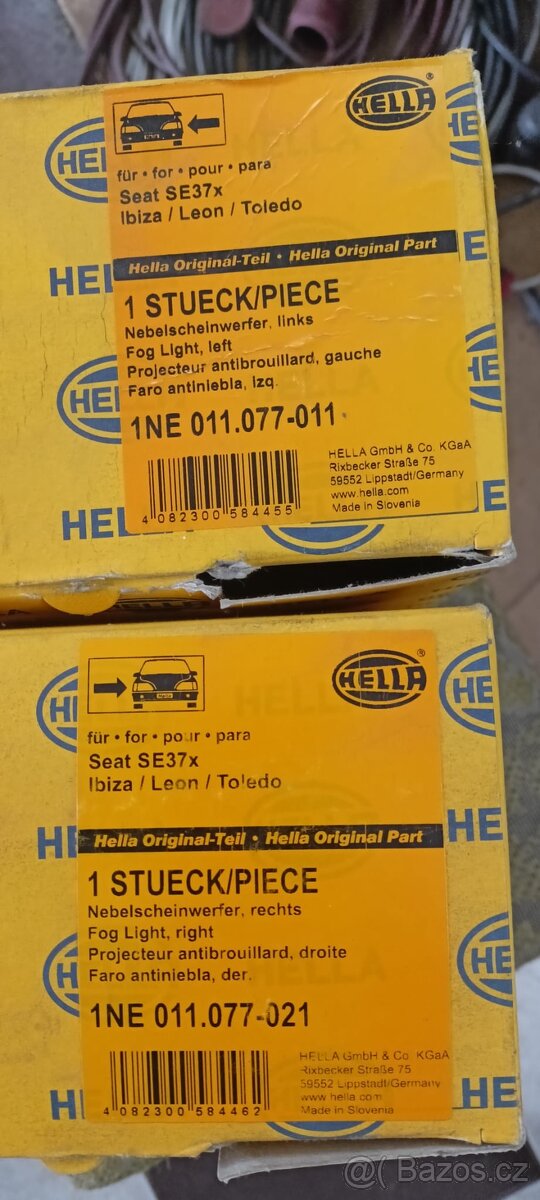 HELLA
für • for • pour • para
Seat SE37x
Ibiza / Leon / Toledo
Hella Original-Teil • Hella Original Part
1 STUECK/PIECE
Nebelscheinwerfer, links
Fog Light, left
Projecteur antibrouillard, gauche
Faro antiniebla, izq.
1NE 011.077-011
HELLA GmbH & Co. KGaA
Rixbecker Straße 75
59552 Lippstadt/Germany
www.hella.com
Made in Slovenia
4 082300 584455
HELLA
für • for • pour • para
Seat SE37x
Ibiza / Leon / Toledo
Hella Original-Teil • Hella Original Part
1 STUECK/PIECE
Nebelscheinwerfer, rechts
Fog Light, right
Projecteur antibrouillard, droite
Faro antiniebla, der.
1NE 011.077-021
HELLA GmbH & Co. KGaA
Rixbecker Straße 75
59552 Lippstadt/Germany
www.hella.com
Made in Slovenia
4 082300 584462
Bazoš.cz